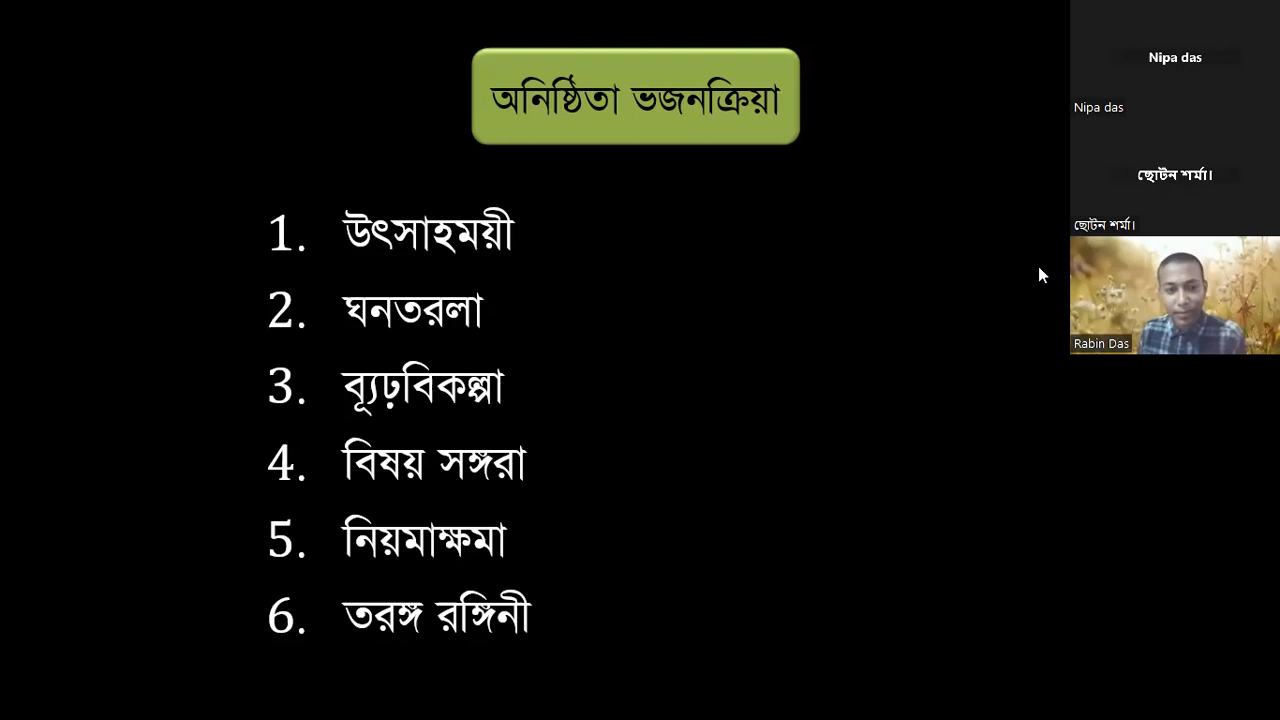 অনিষ্ঠিতা ভজনক্রিয়া
1. উৎসাহময়ী
2. ঘনতরলা
3. ব্যূঢ়বিকল্পা
4. বিষয় সঙ্গরা
5. নিয়মাক্ষমা
6. তরঙ্গ রঙ্গিনী
Nipa das
Nipa das
ছোটন শর্মা।
ছোটন শর্মা।
Rabin Das